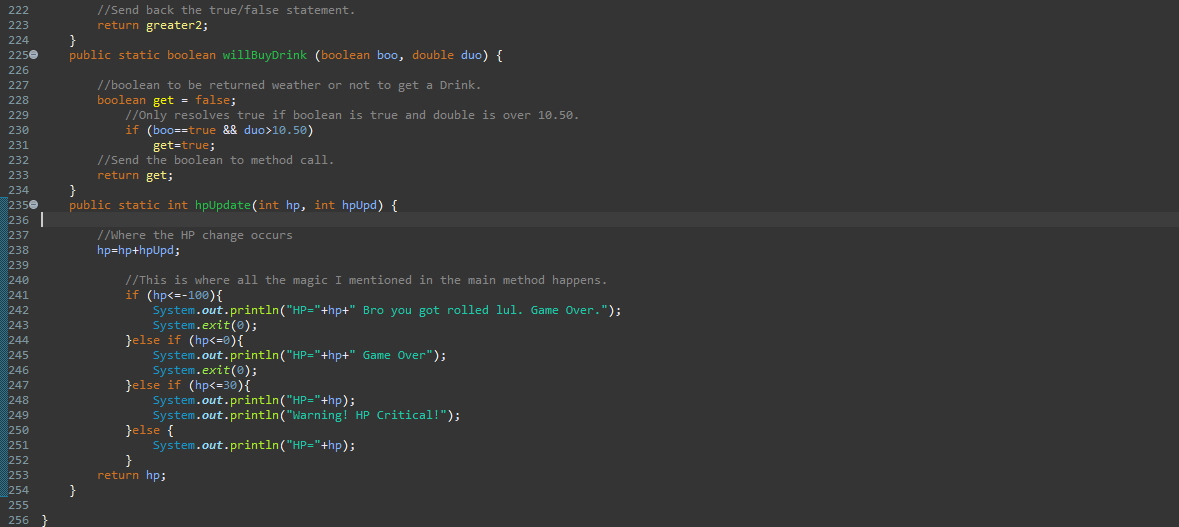 222 //Send back the true/false statement.
223 return greater2;
224 }
225 public static boolean willBuyDrink (boolean boo, double duo) {
226
227 //boolean to be returned weather or not to get a Drink.
228 boolean get = false;
229 //Only resolves true if boolean is true and double is over 10.50.
230 if (boo==true && duo>10.50)
231 get=true;
232 //Send the boolean to method call.
233 return get;
234 }
235 public static int hpUpdate(int hp, int hpUpd) {
236
237 //Where the HP change occurs
238 hp=hp+hpUpd;
239
240 //This is where all the magic I mentioned in the main method happens.
241 if (hp<=-100){
242 System.out.println("HP="+hp+" Bro you got rolled lul. Game Over.");
243 System.exit(0);
244 }else if (hp<=0){
245 System.out.println("HP="+hp+" Game Over");
246 System.exit(0);
247 }else if (hp<=30){
248 System.out.println("HP="+hp);
249 System.out.println("Warning! HP Critical!");
250 }else {
251 System.out.println("HP="+hp);
252 }
253 return hp;
254 }
255
256 }